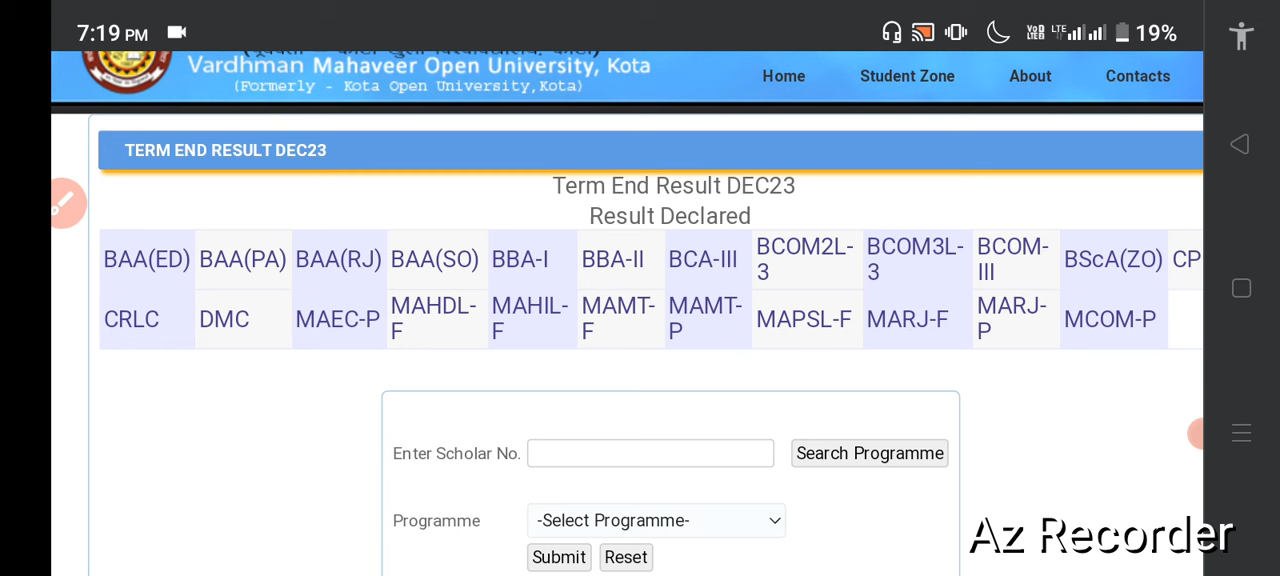 7:19 PM VoD LTE LTE 19%
Vardhman Mahaveer Open University, Kota
(Formerly - Kota Open University,Kota)
Home Student Zone About Contacts
TERM END RESULT DEC23
Term End Result DEC23
Result Declared
BAA(ED) BAA(PA) BAA(RJ) BAA(SO) BBA-I BBA-II BCA-III BCOM2L-3 BCOM3L-3 BCOM-III BScA(ZO) CP
CRLC DMC MAEC-P MAHDL-F MAHIL-F MAMT-F MAMT-P MAPSL-F MARJ-F MARJ-P MCOM-P
Enter Scholar No. Search Programme
Programme -Select Programme-
Submit Reset
Az Recorder